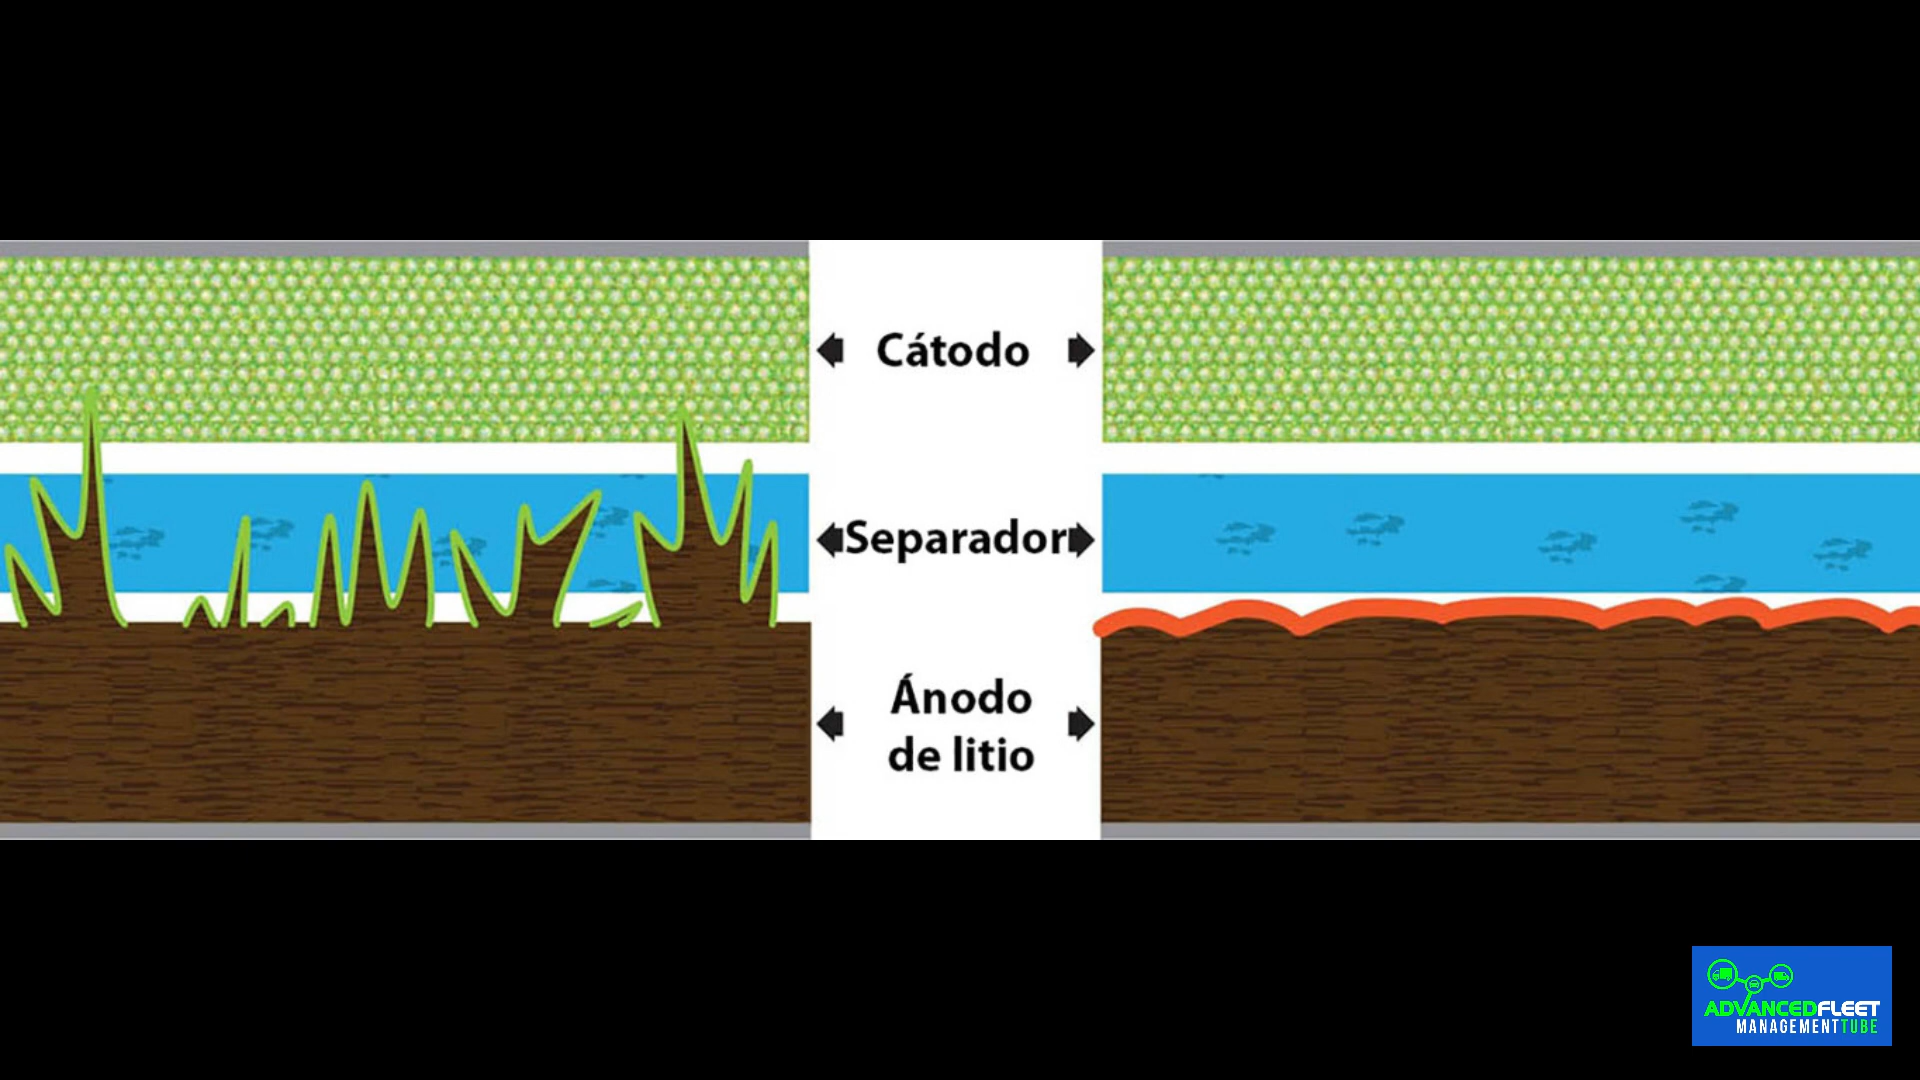 Cátodo
Separador
Ánodo
de litio
ADVANCEDFLEET
MANAGEMENTTUBE